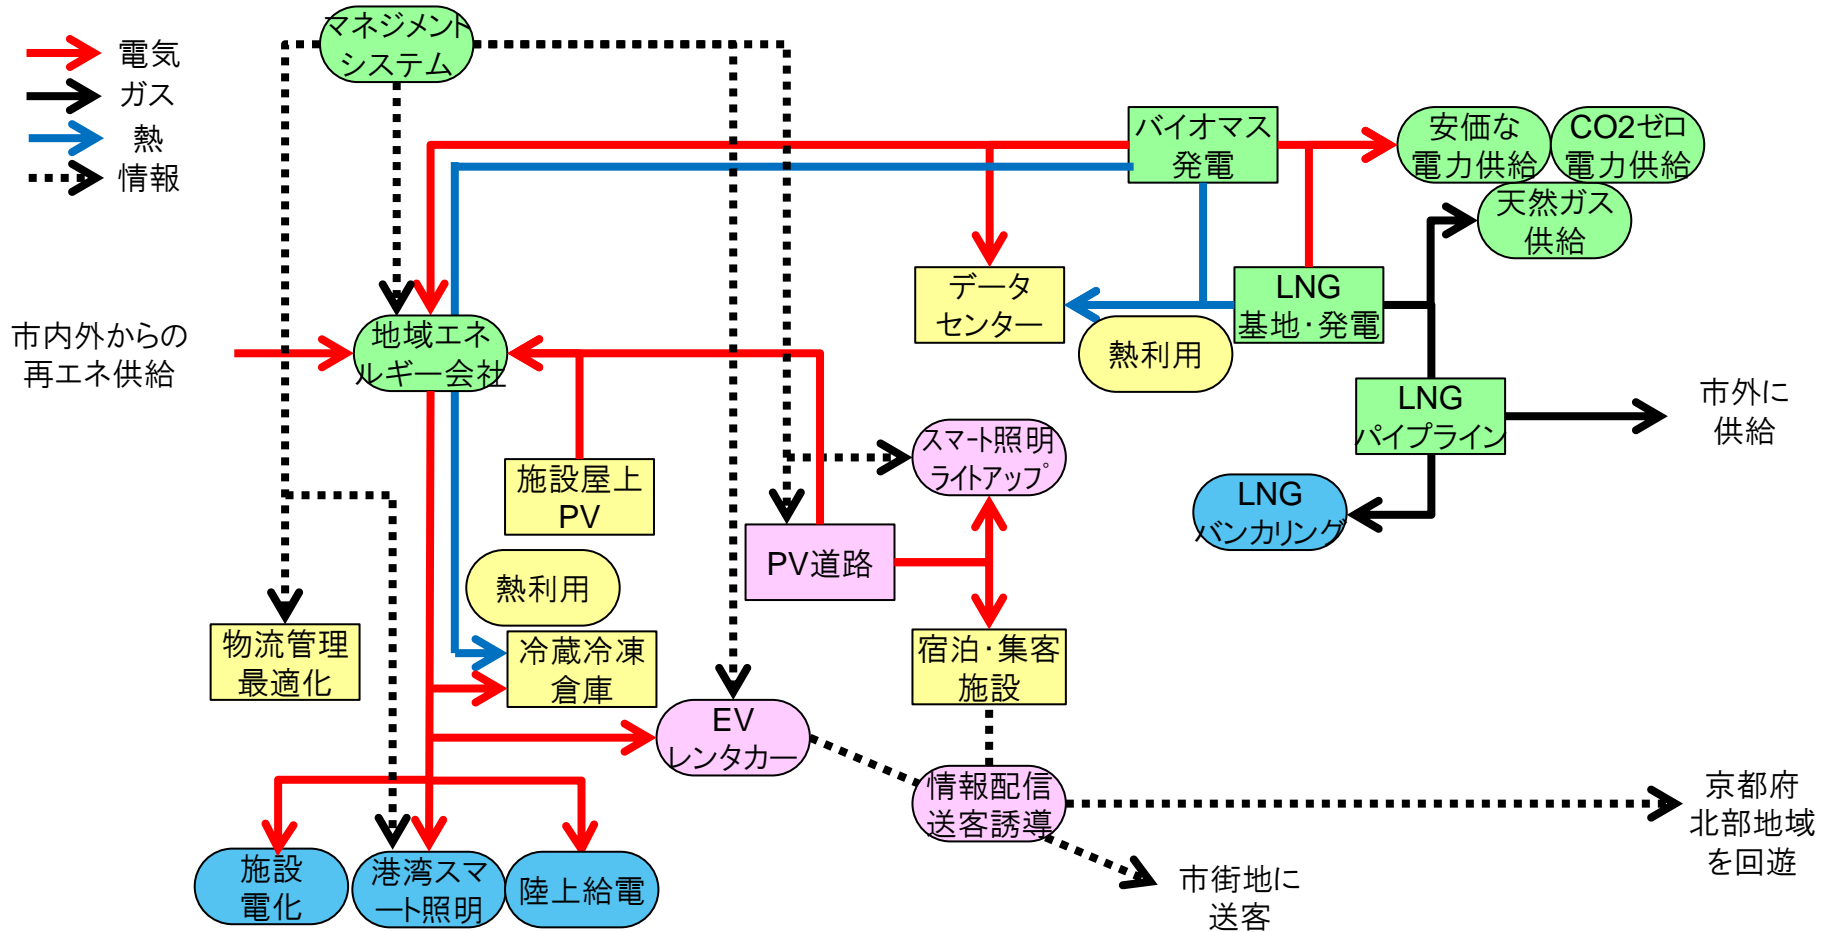 電気
ガス
熱
情報
マネジメント
システム
バイオマス
発電
安価な
電力供給
CO2ゼロ
電力供給
天然ガス
供給
データ
センター
LNG
基地・発電
熱利用
市内外からの
再エネ供給
地域エネ
ルギー会社
LNG
パイプライン
市外に
供給
スマート照明
ライトアップ
施設屋上
PV
LNG
バンカリング
PV道路
熱利用
物流管理
最適化
冷蔵冷凍
倉庫
宿泊・集客
施設
EV
レンタカー
情報配信
送客誘導
京都府
北部地域
を回遊
施設
電化
港湾スマ
ート照明
陸上給電
市街地に
送客